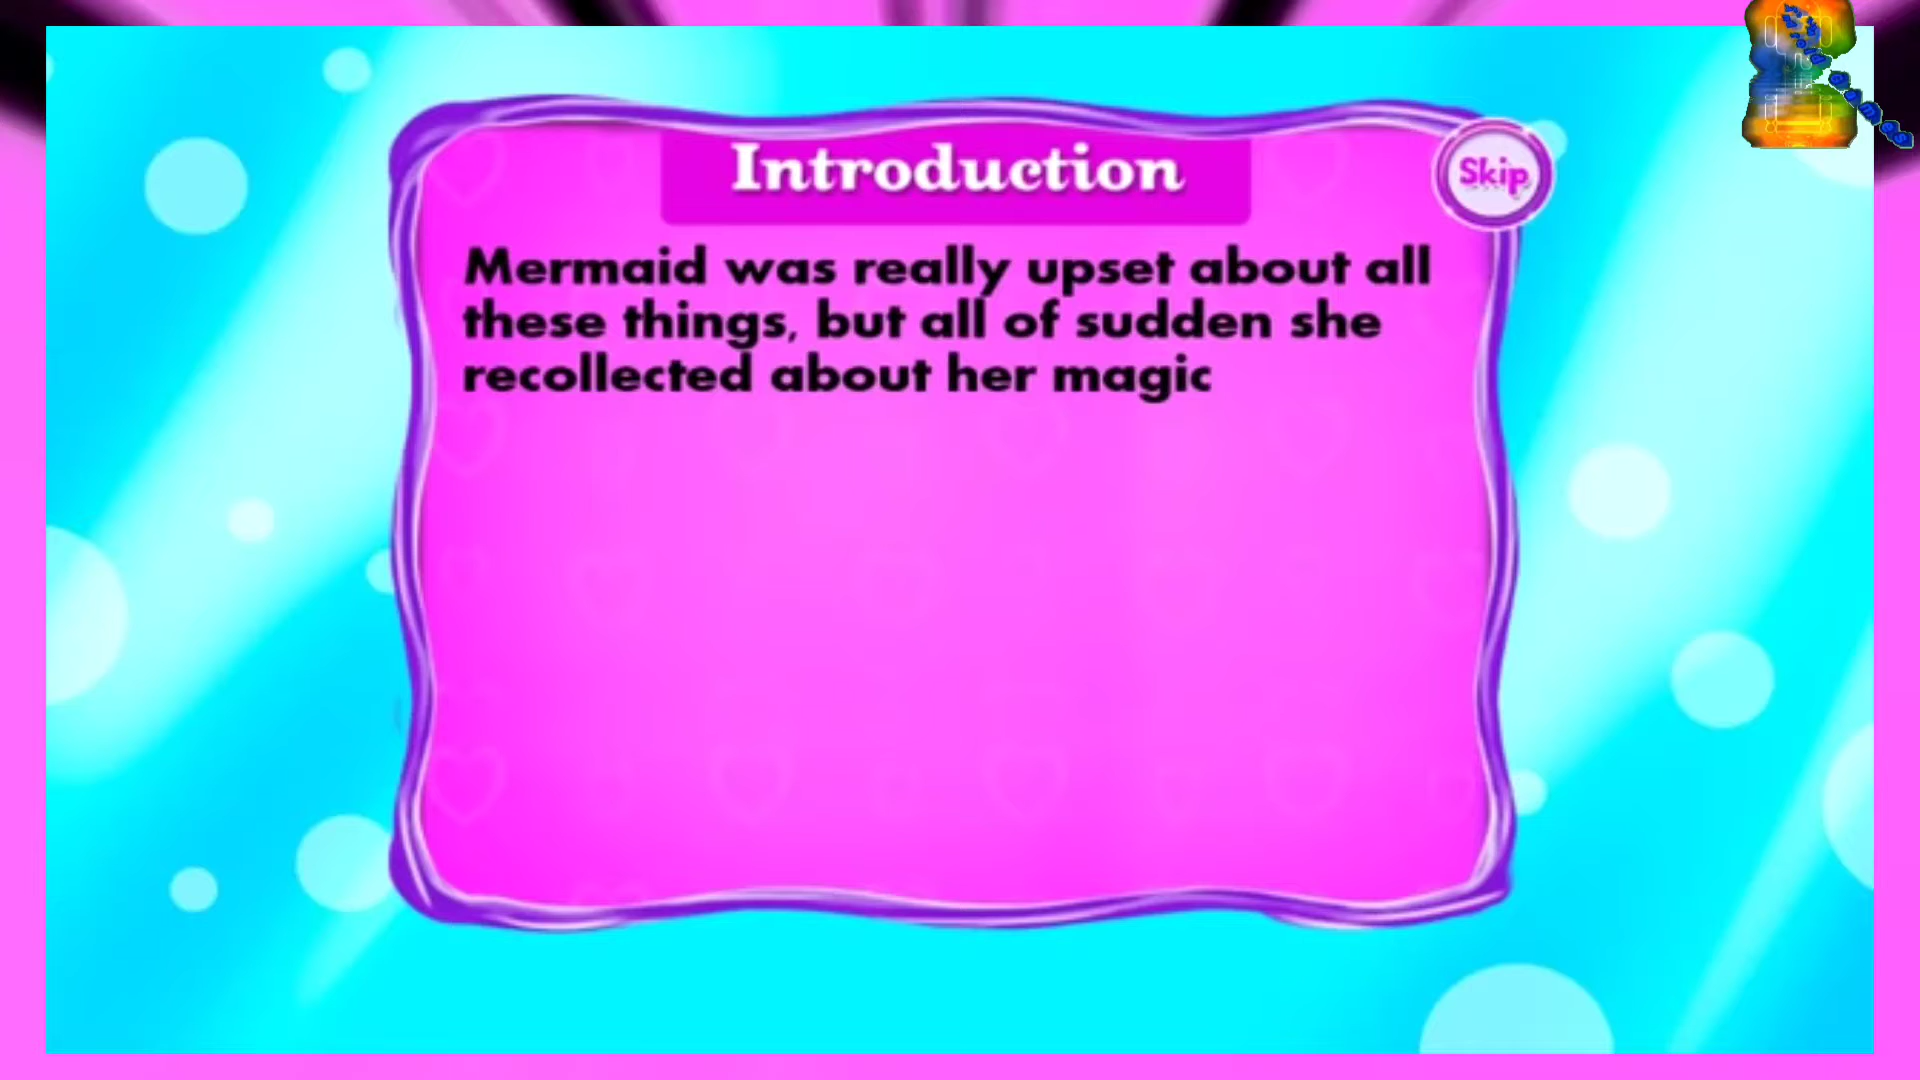 Introduction
Skip
Mermaid was really upset about all
these things, but all of sudden she
recollected about her magic